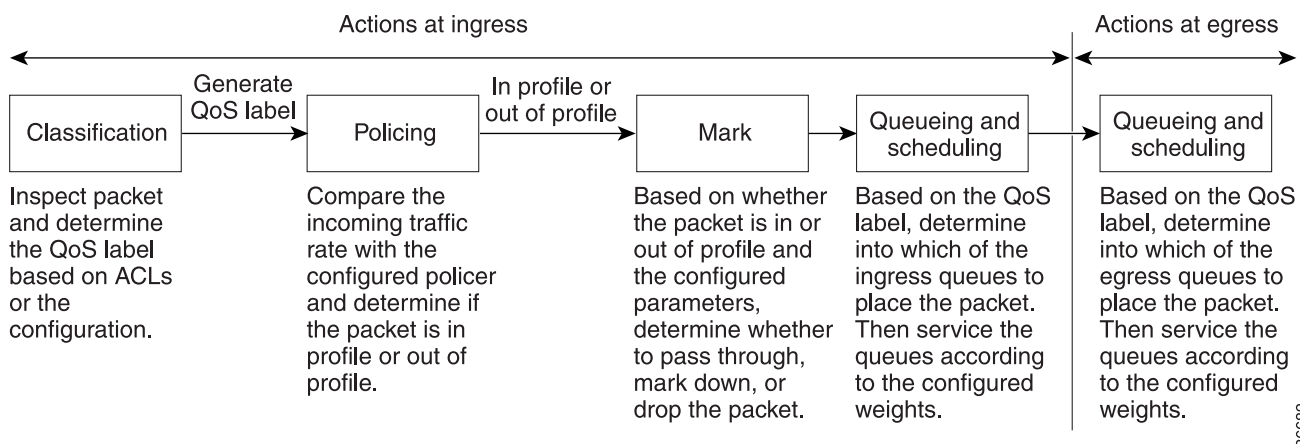 Actions at ingress
Actions at egress
Generate
QoS label
In profile or
out of profile
Classification
Policing
Mark
Queueing and
scheduling
Queueing and
scheduling
Inspect packet
and determine
the QoS label
based on ACLs
or the
configuration.
Compare the
incoming traffic
rate with the
configured policer
and determine if
the packet is in
profile or out of
profile.
Based on whether
the packet is in or
out of profile and
the configured
parameters,
determine whether
to pass through,
mark down, or
drop the packet.
Based on the QoS
label, determine
into which of the
ingress queues to
place the packet.
Then service the
queues according
to the configured
weights.
Based on the QoS
label, determine
into which of the
egress queues to
place the packet.
Then service the
queues according
to the configured
weights.